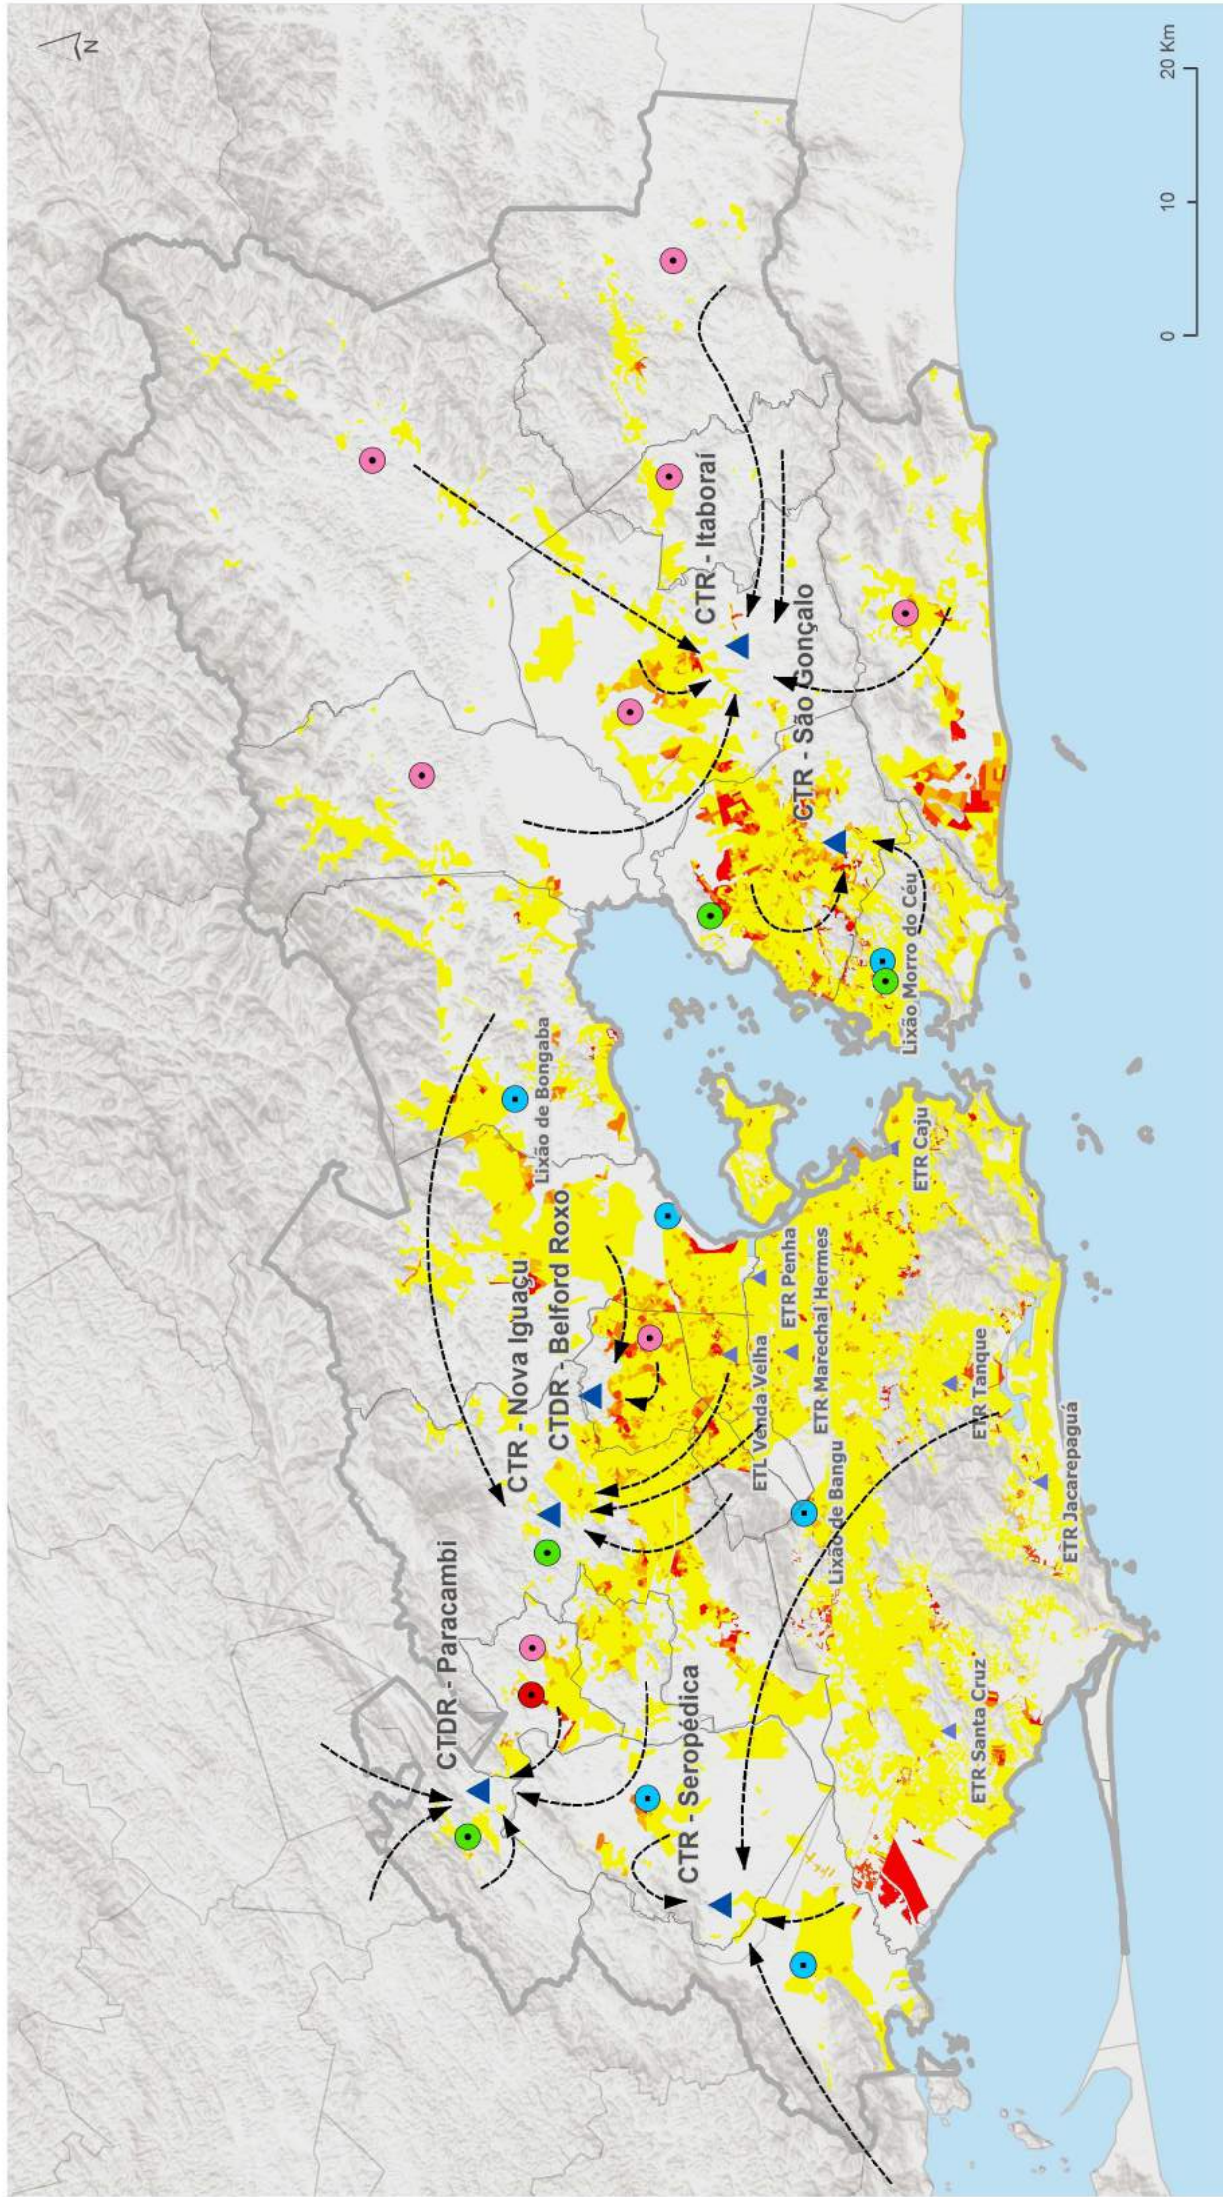 N
CTDR - Paracambi
CTR - Nova Iguaçu
CTDR - Belford Roxo
Lixão de Bongaba
CTR - Seropédica
CTR - Itaboraí
CTR - São Gonçalo
ETL Venda Velha
ETR Penha
ETR Marechal Hermes
Lixão de Bangu
Lixão Morro do Céu
ETR Caju
ETR Santa Cruz
ETR Tanque
ETR Jacarepaguá
0 10 20 Km